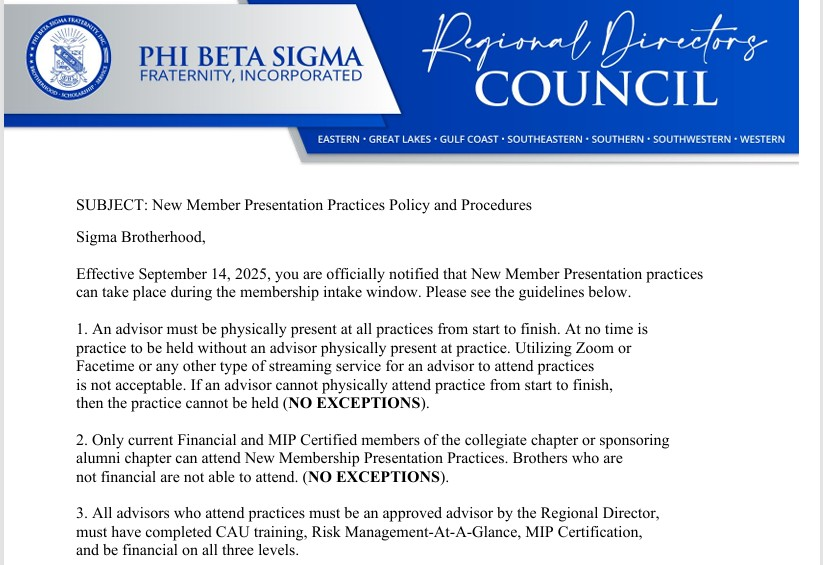 PHI BETA SIGMA
FRATERNITY, INCORPORATED
Regional Directors
COUNCIL
EASTERN • GREAT LAKES • GULF COAST • SOUTHEASTERN • SOUTHERN • SOUTHWESTERN • WESTERN
SUBJECT: New Member Presentation Practices Policy and Procedures
Sigma Brotherhood,
Effective September 14, 2025, you are officially notified that New Member Presentation practices
can take place during the membership intake window. Please see the guidelines below.
1. An advisor must be physically present at all practices from start to finish. At no time is
practice to be held without an advisor physically present at practice. Utilizing Zoom or
Facetime or any other type of streaming service for an advisor to attend practices
is not acceptable. If an advisor cannot physically attend practice from start to finish,
then the practice cannot be held (NO EXCEPTIONS).
2. Only current Financial and MIP Certified members of the collegiate chapter or sponsoring
alumni chapter can attend New Membership Presentation Practices. Brothers who are
not financial are not able to attend. (NO EXCEPTIONS).
3. All advisors who attend practices must be an approved advisor by the Regional Director,
must have completed CAU training, Risk Management-At-A-Glance, MIP Certification,
and be financial on all three levels.